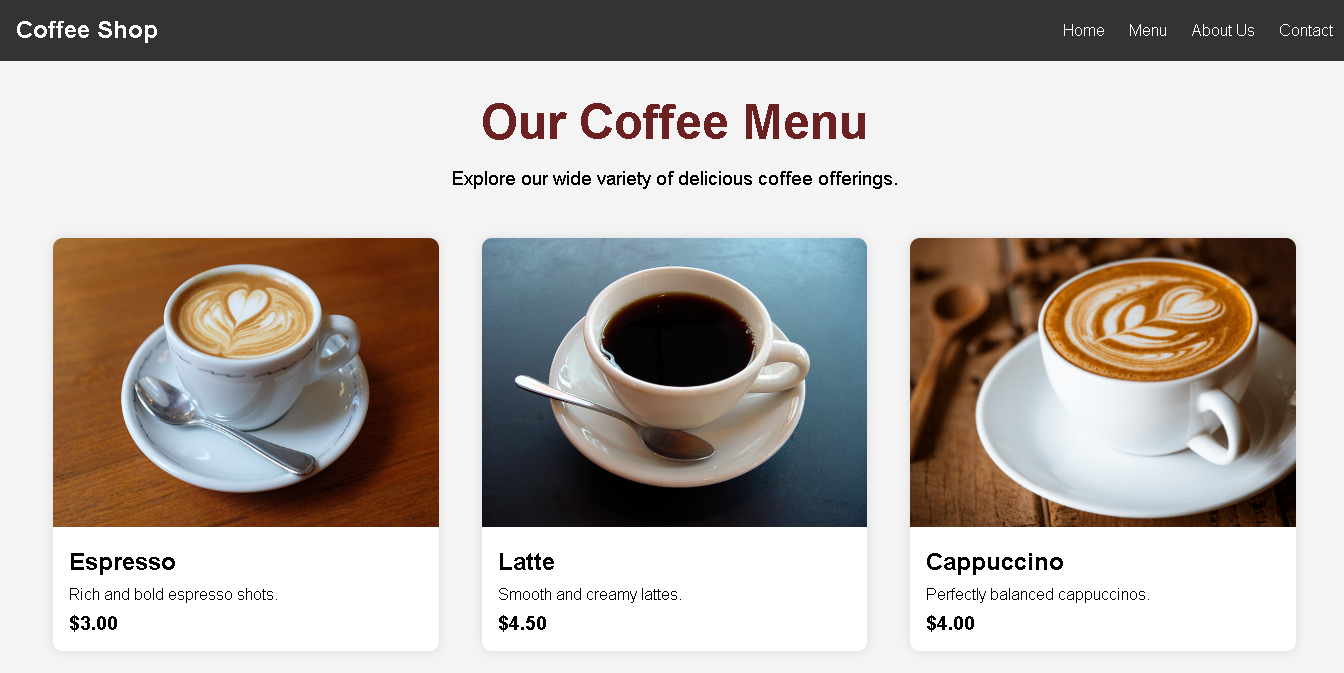 Coffee Shop
Home Menu About Us Contact
Our Coffee Menu
Explore our wide variety of delicious coffee offerings.
Espresso
Rich and bold espresso shots.
$3.00
Latte
Smooth and creamy lattes.
$4.50
Cappuccino
Perfectly balanced cappuccinos.
$4.00